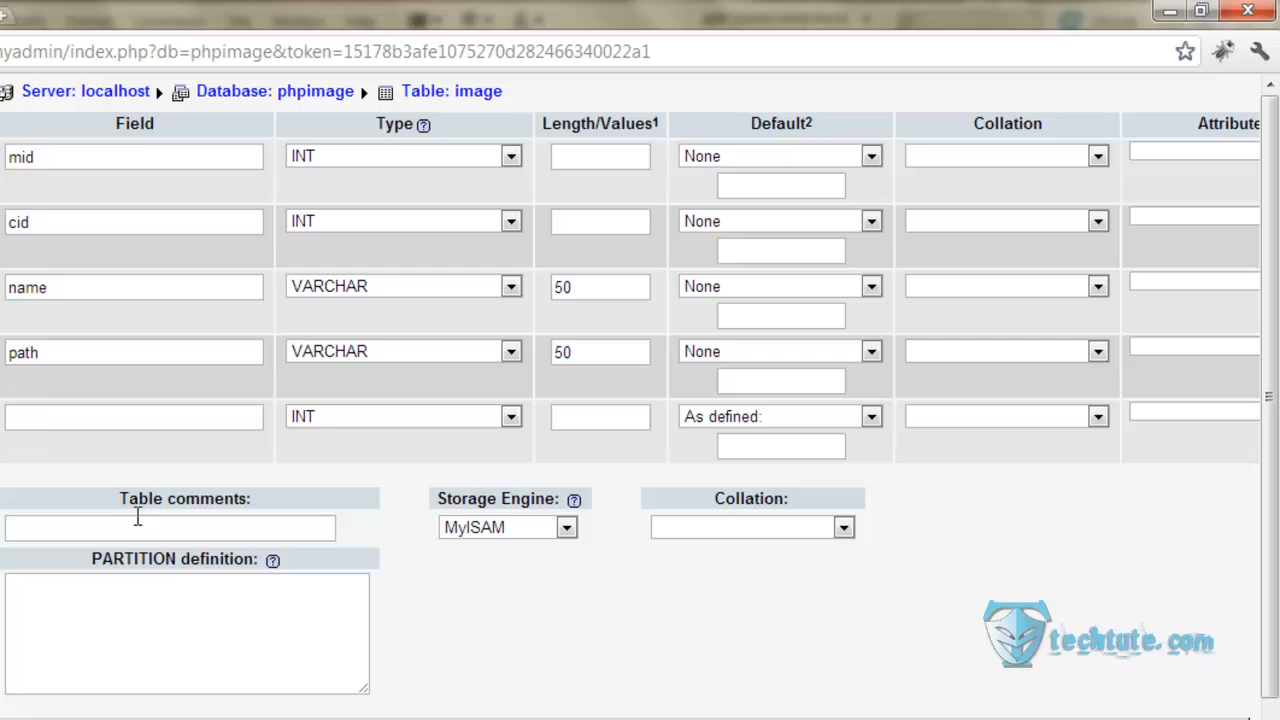 nyadmin/index.php?db=phpimage&token=15178b3afe1075270d282466340022a1
Server: localhost Database: phpimage Table: image
Field Type Length/Values1 Default2 Collation Attribute
mid INT None
cid INT None
name VARCHAR 50 None
path VARCHAR 50 None
INT As defined:
Table comments: Storage Engine: Collation:
MyISAM
PARTITION definition:
techtute.com